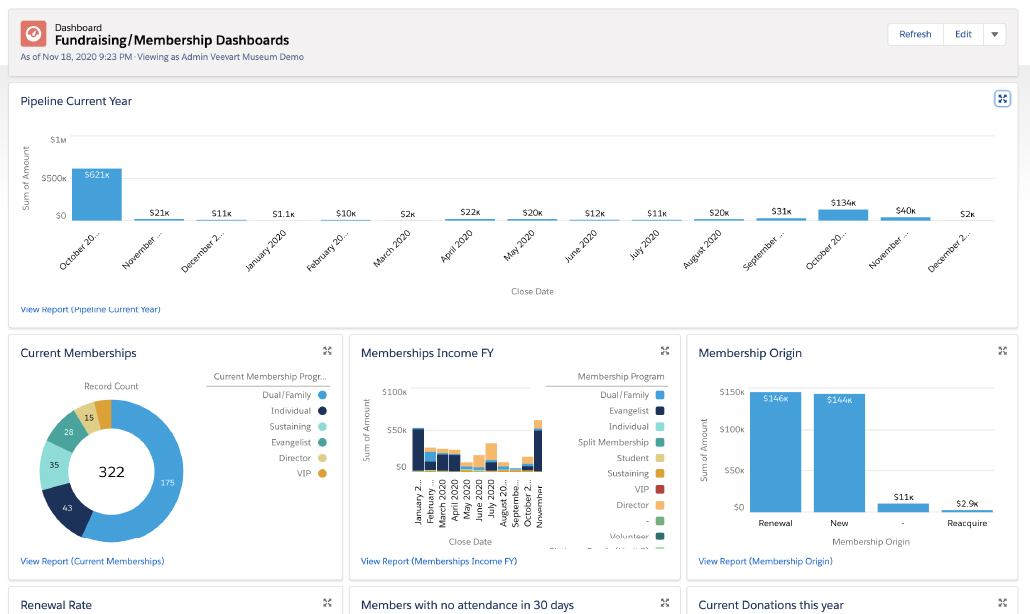 Dashboard
Fundraising/Membership Dashboards
As of Nov 18, 2020 9:23 PM·Viewing as Admin Veevart Museum Demo
Refresh
Edit
Pipeline Current Year
Sum of Amount
$1M
$500K
$0
$621K
$21K
$11K
$1.1K
$10K
$2K
$22K
$20K
$12K
$11K
$20K
$31K
$134K
$40K
$2K
October 20...
November ...
December 2...
January 2020
February 20...
March 2020
April 2020
May 2020
June 2020
July 2020
August 2020
September ...
October 20...
November ...
December 2...
Close Date
View Report (Pipeline Current Year)
Current Memberships
Record Count
322
175
43
35
28
15
Current Membership Progr...
Dual/Family
Individual
Sustaining
Evangelist
Director
VIP
View Report (Current Memberships)
Memberships Income FY
Sum of Amount
$100K
$50K
$0
January 2...
February ...
March 2020
April 2020
May 2020
June 2020
July 2020
August 20...
Septembe...
October 2...
November
Close Date
Membership Program
Dual/Family
Evangelist
Individual
Split Membership
Student
Sustaining
VIP
Director
-
Volunteer
View Report (Memberships Income FY)
Membership Origin
Sum of Amount
$150K
$100K
$50K
$0
$146K
$144K
$11K
$2.9K
Renewal
New
-
Reacquire
Membership Origin
View Report (Membership Origin)
Renewal Rate
Members with no attendance in 30 days
Current Donations this year